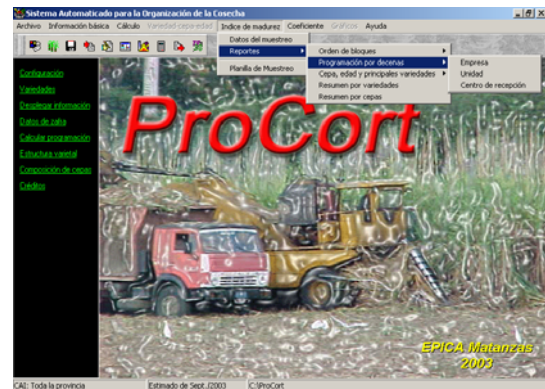 Sistema Automatizado para la Organización de la Cosecha
Archivo Información básica Cálculo Variedad-cepa-edad Indice de madurez Coeficiente Gráficos Ayuda
Datos del muestreo
Reportes
Planilla de Muestreo
Orden de bloques
Programación por decenas
Cepa, edad y principales variedades
Resumen por variedades
Resumen por cepas
Empresa
Unidad
Centro de recepción
Configuración
Variedades
Desplegar información
Datos de zafra
Calcular programación
Estructura varietal
Composición de cepas
Créditos
ProCort
EPICA Matanzas
2003
CAI: Toda la provincia Estimado de Sept./2003 C:\ProCort